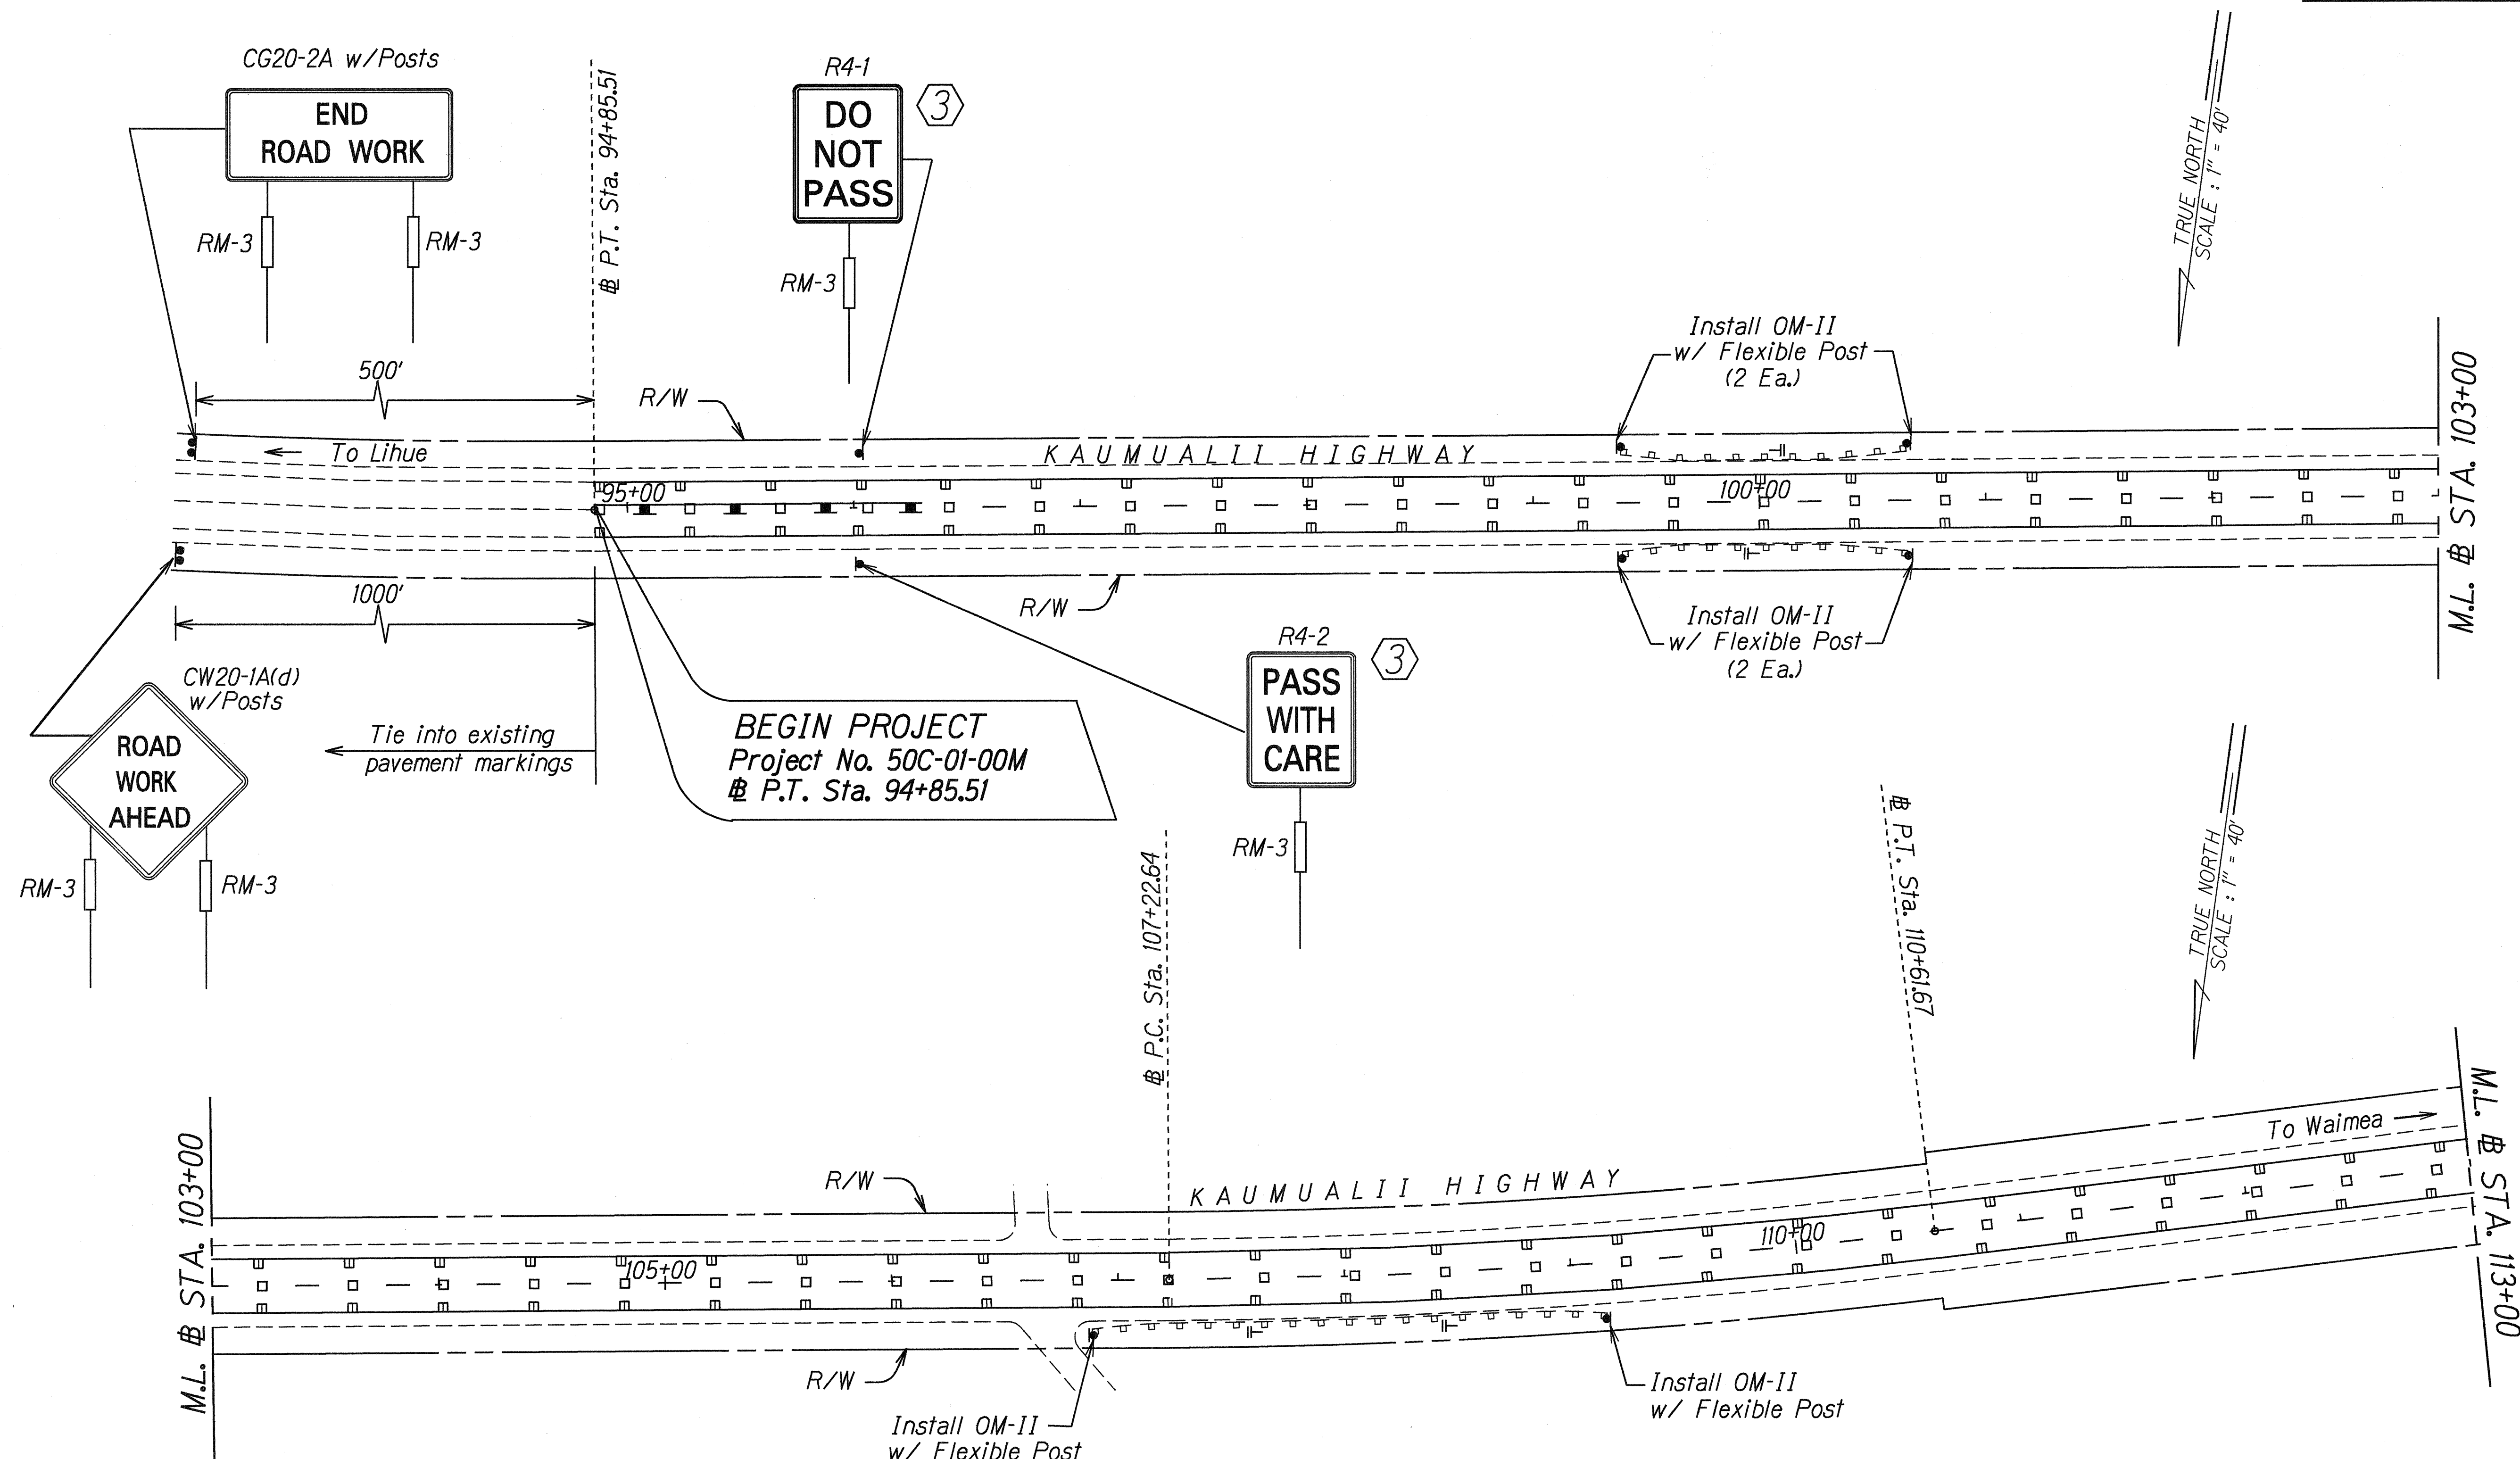 CG20-2A w/Posts
END
ROAD WORK
RM-3
RM-3
P.T. Sta. 94+85.51
R4-1
DO
NOT
PASS
3
RM-3
TRUE NORTH
SCALE : 1" = 40'
500'
To Lihue
R/W
KAUMUALII HIGHWAY
Install OM-II
w/ Flexible Post
(2 Ea.)
95+00
100+00
M.L. ⅊ STA. 103+00
1000'
R/W
Install OM-II
w/ Flexible Post
(2 Ea.)
CW20-1A(d)
w/Posts
ROAD
WORK
AHEAD
RM-3
RM-3
Tie into existing
pavement markings
BEGIN PROJECT
Project No. 50C-01-00M
BL P.T. Sta. 94+85.51
R4-2
PASS
WITH
CARE
3
RM-3
BL P.C. Sta. 107+22.64
BL P.T. Sta. 110+61.67
TRUE NORTH
SCALE : 1" = 40'
M.L. BL STA. 103+00
R/W
KAUMUALII HIGHWAY
To Waimea
105+00
110+00
M.L. BL STA. 113+00
R/W
Install OM-II
w/ Flexible Post
Install OM-II
w/ Flexible Post